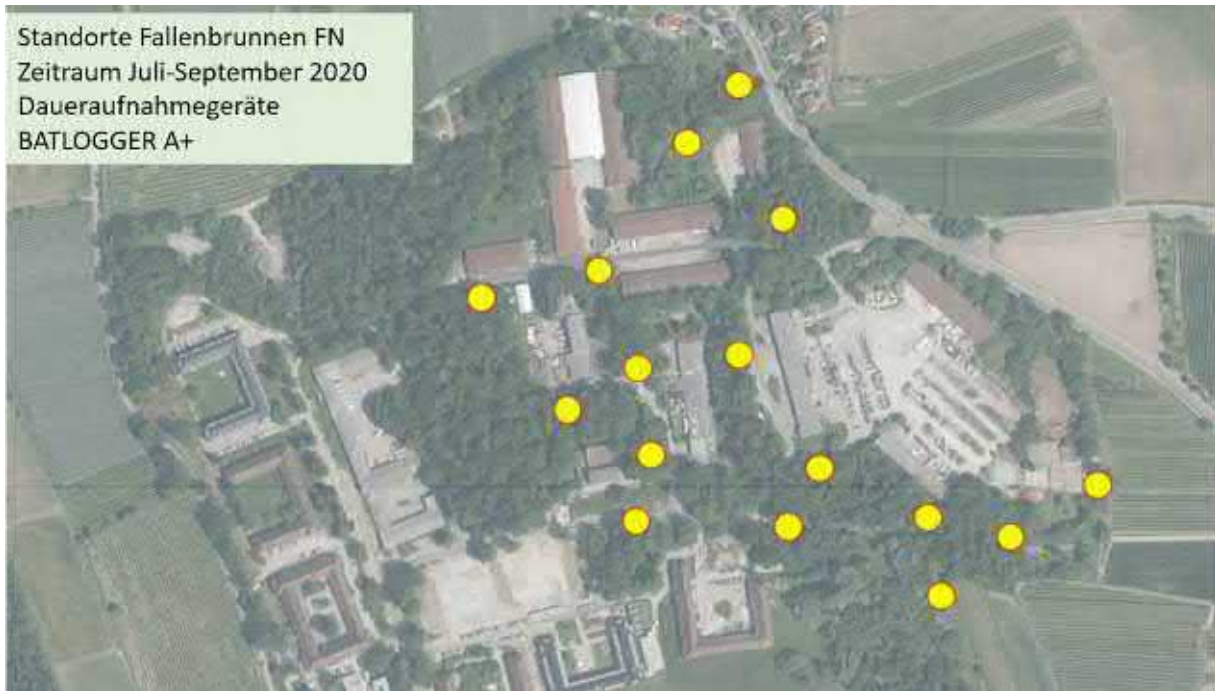 Standorte Fallenbrunnen FN
Zeitraum Juli-September 2020
Daueraufnahmegeräte
BATLOGGER A+